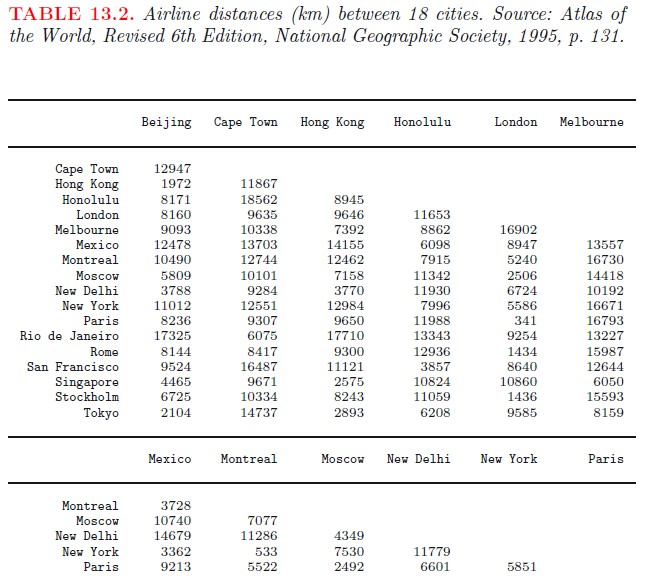 TABLE 13.2. Airline distances (km) between 18 cities. Source: Atlas of
the World, Revised 6th Edition, National Geographic Society, 1995, p. 131.
Beijing Cape Town Hong Kong Honolulu London Melbourne
Cape Town 12947
Hong Kong 1972 11867
Honolulu 8171 18562 8945
London 8160 9635 9646 11653
Melbourne 9093 10338 7392 8862 16902
Mexico 12478 13703 14155 6098 8947 13557
Montreal 10490 12744 12462 7915 5240 16730
Moscow 5809 10101 7158 11342 2506 14418
New Delhi 3788 9284 3770 11930 6724 10192
New York 11012 12551 12984 7996 5586 16671
Paris 8236 9307 9650 11988 341 16793
Rio de Janeiro 17325 6075 17710 13343 9254 13227
Rome 8144 8417 9300 12936 1434 15987
San Francisco 9524 16487 11121 3857 8640 12644
Singapore 4465 9671 2575 10824 10860 6050
Stockholm 6725 10334 8243 11059 1436 15593
Tokyo 2104 14737 2893 6208 9585 8159
Mexico Montreal Moscow New Delhi New York Paris
Montreal 3728
Moscow 10740 7077
New Delhi 14679 11286 4349
New York 3362 533 7530 11779
Paris 9213 5522 2492 6601 5851